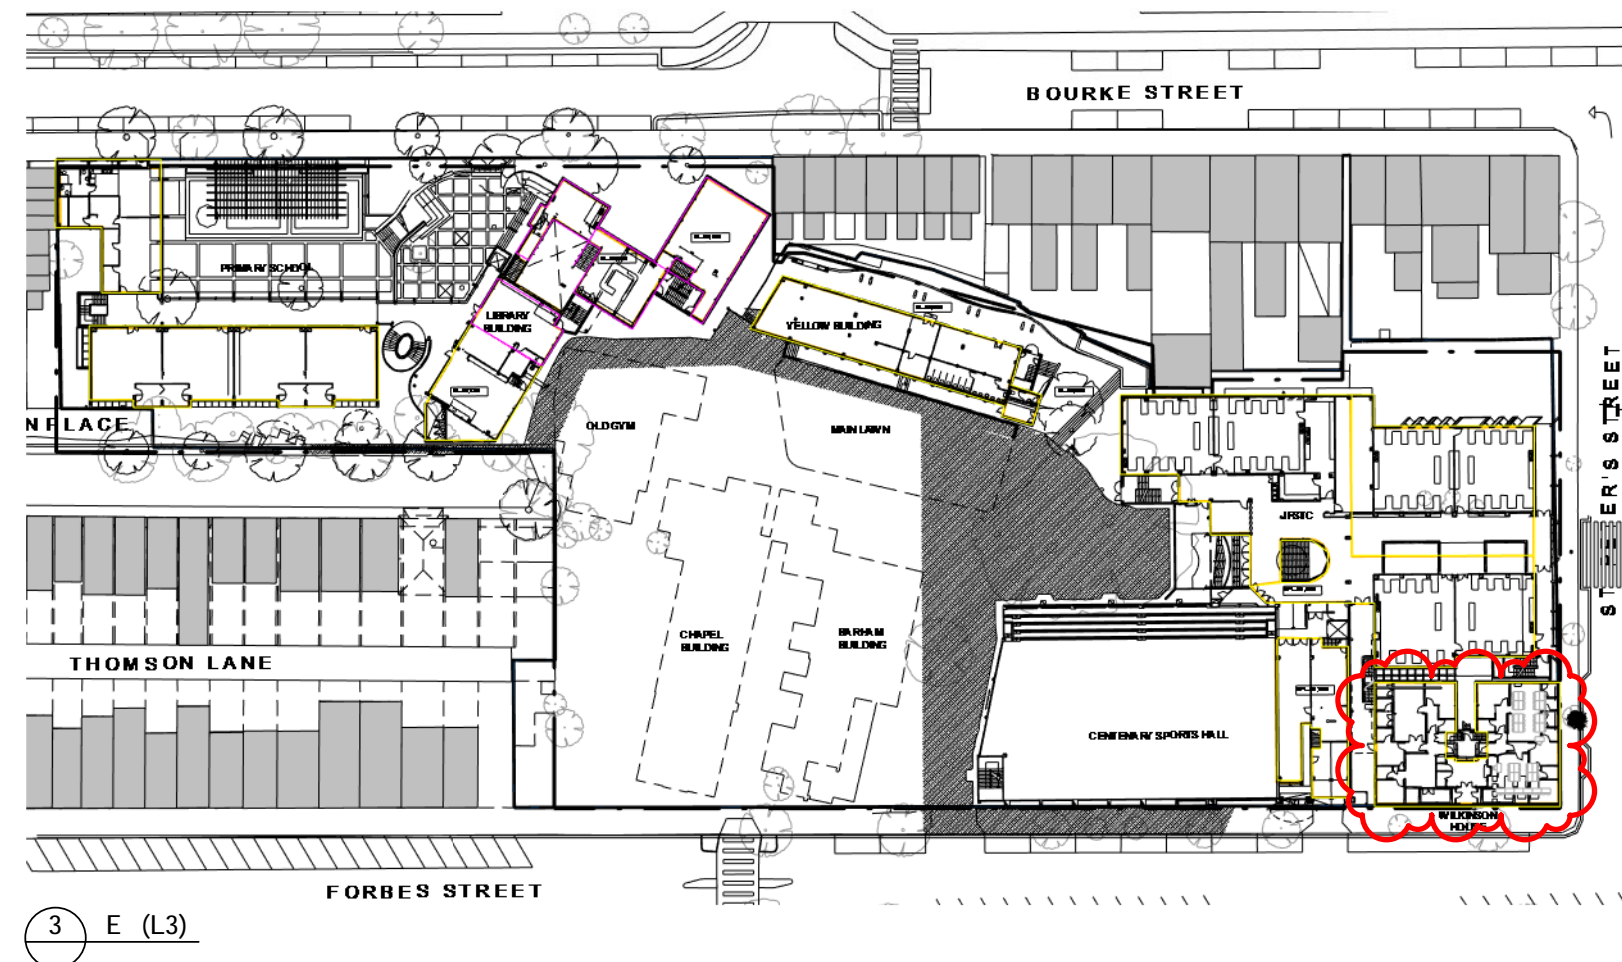 BOURKE STREET
PRIMARY SCHOOL
LIBRARY
BUILDING
YELLOW BUILDING
N PLACE
OLD GYM
MAIN LAWN
JFSTC
CHAPEL
BUILDING
BARHAM
BUILDING
THOMSON LANE
CENTENARY SPORTS HALL
WILKINSON
HOUSE
FORBES STREET
3 E (L3)